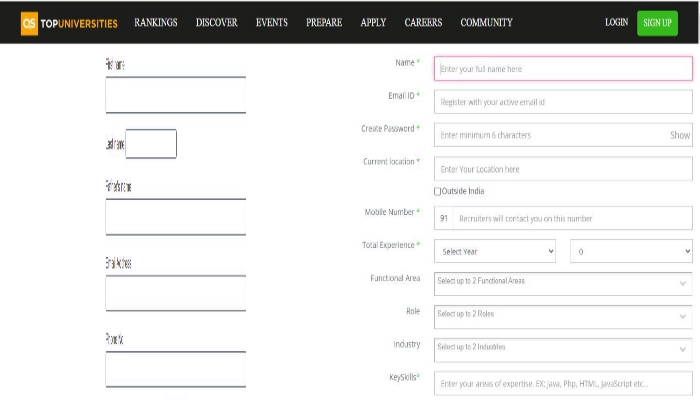 QS TOPUNIVERSITIES RANKINGS DISCOVER EVENTS PREPARE APPLY CAREERS COMMUNITY LOGIN SIGN UP
First name
Last name
Father's name
Email Address
Phone No
Name *
Enter your full name here
Email ID *
Register with your active email id
Create Password *
Enter minimum 6 characters Show
Current location *
Enter Your Location here
Outside India
Mobile Number *
91 Recruiters will contact you on this number
Total Experience *
Select Year 0
Functional Area
Select up to 2 Functional Areas
Role
Select up to 2 Roles
Industry
Select up to 2 Industries
KeySkills*
Enter your areas of expertise. EX: Java, Php, HTML, JavaScript etc...